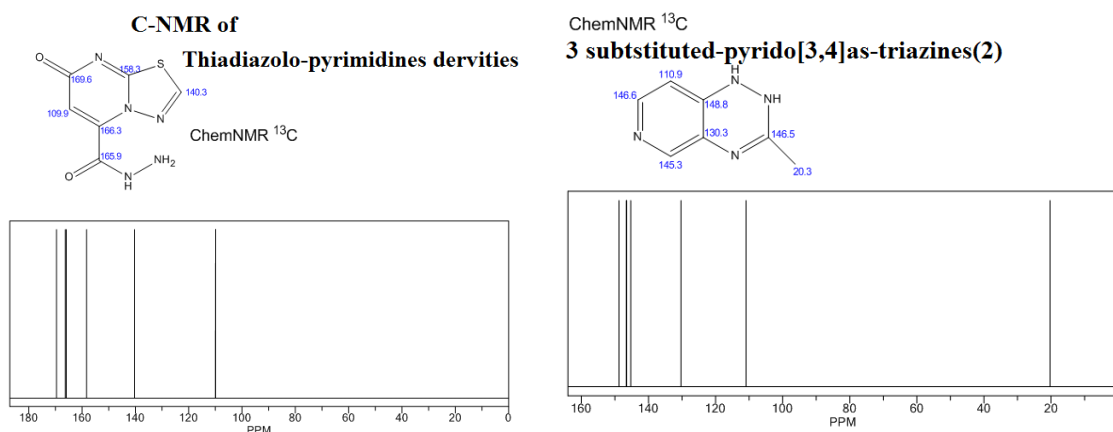 C-NMR of
Thiadiazolo-pyrimidines dervities
O
N
S
158.3
169.6
140.3
109.9
N
N
166.3
ChemNMR ¹³C
165.9
NH₂
O
N
H
180 160 140 120 100 80 60 40 20 0
PPM
ChemNMR ¹³C
3 subtstituted-pyrido[3,4]as-triazines(2)
H
110.9
N
146.6
148.8
NH
130.3
146.5
N
N
145.3
20.3
160 140 120 100 80 60 40 20
PPM